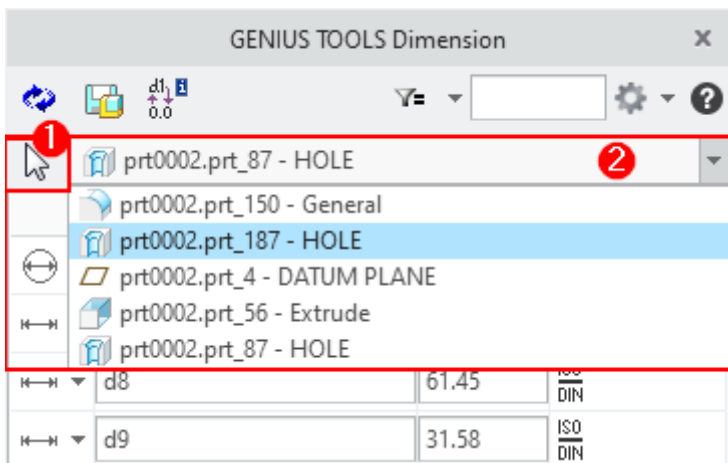 GENIUS TOOLS Dimension
d1 i
0.0
=
?
1
prt0002.prt_87 - HOLE
2
prt0002.prt_150 - General
prt0002.prt_187 - HOLE
prt0002.prt_4 - DATUM PLANE
prt0002.prt_56 - Extrude
prt0002.prt_87 - HOLE
d8 61.45 DIN
d9 31.58 ISO
DIN